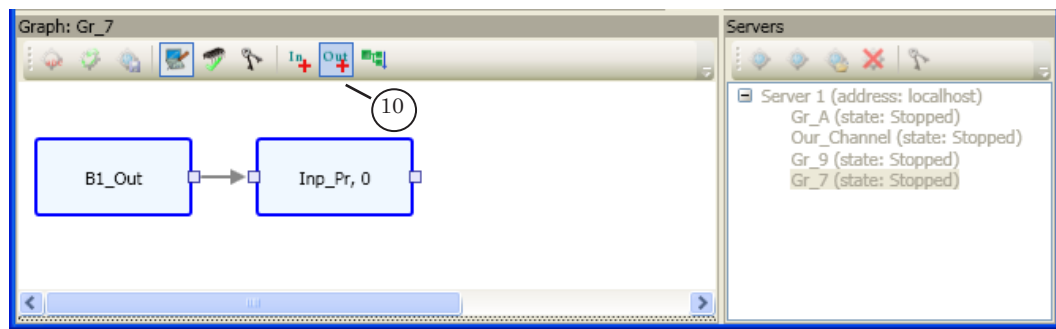 Graph: Gr_7
In
Out
10
B1_Out
Inp_Pr, 0
Servers
Server 1 (address: localhost)
Gr_A (state: Stopped)
Our_Channel (state: Stopped)
Gr_9 (state: Stopped)
Gr_7 (state: Stopped)